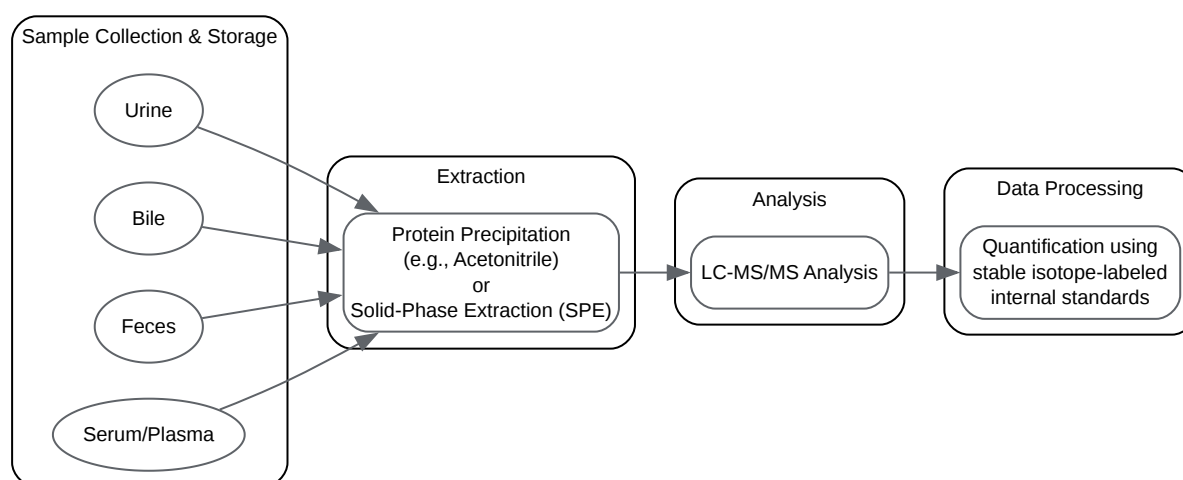 Sample Collection & Storage
Urine
Bile
Feces
Serum/Plasma
Extraction
Protein Precipitation
(e.g., Acetonitrile)
or
Solid-Phase Extraction (SPE)
Analysis
LC-MS/MS Analysis
Data Processing
Quantification using
stable isotope-labeled
internal standards